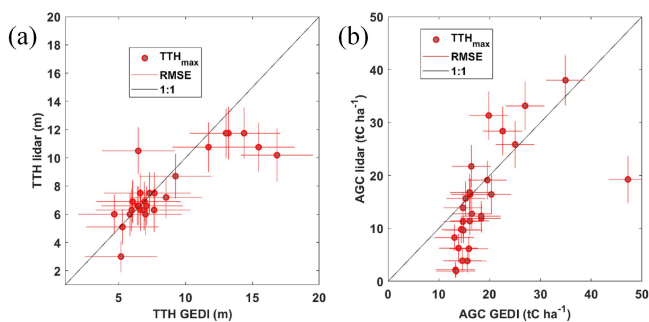 (a)
20
18
16
14
12
10
8
6
4
2
TTH lidar (m)
TTHmax
RMSE
1:1
5
10
15
20
TTH GEDI (m)
(b)
50
40
30
20
10
0
AGC lidar (tC ha-1)
TTHmax
RMSE
1:1
0
10
20
30
40
50
AGC GEDI (tC ha-1)